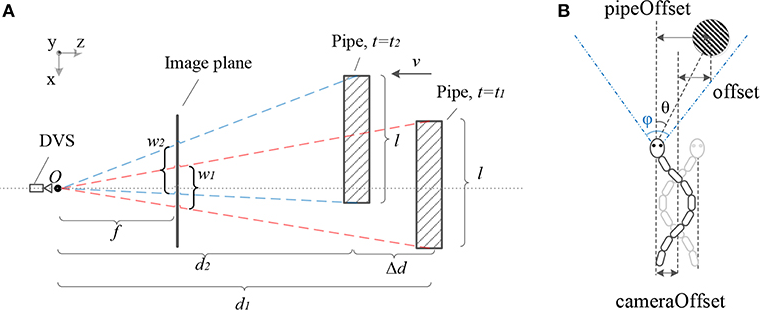 A
y
z
x
DVS
O
Image plane
Pipe, t=t2
v
Pipe, t=t1
w2
w1
l
l
f
d2
Δd
d1
B
pipeOffset
offset
φ
θ
cameraOffset